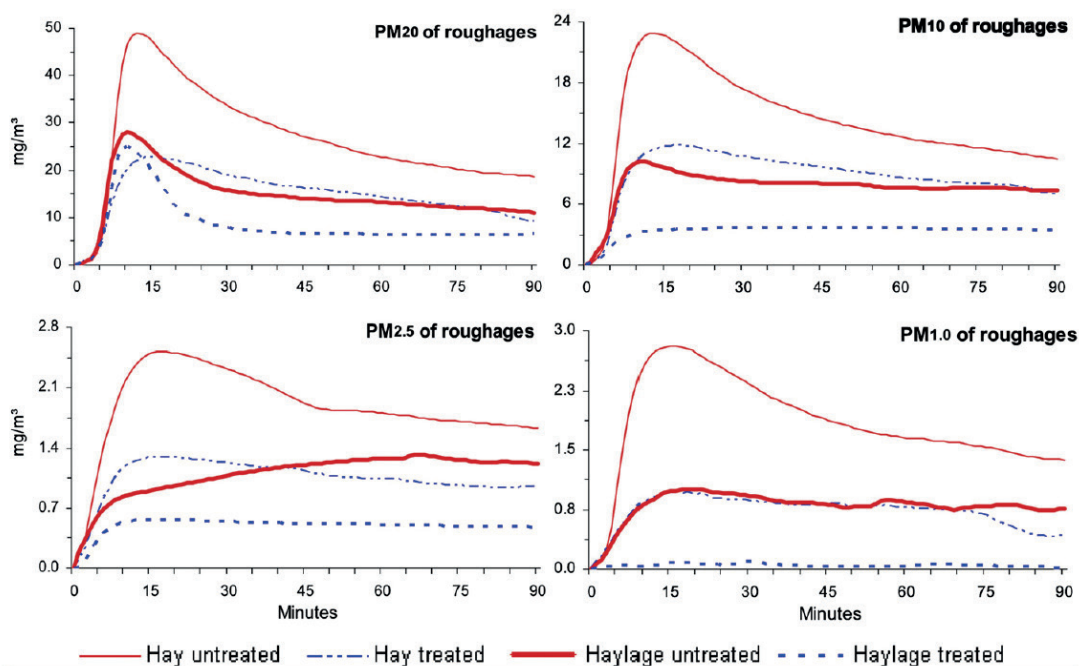 PM20 of roughages
50
40
30
20
10
0
mg/m³
0 15 30 45 60 75 90
PM10 of roughages
24
18
12
6
0
0 15 30 45 60 75 90
PM2.5 of roughages
2.8
2.1
1.4
0.7
0.0
mg/m³
0 15 30 45 60 75 90
Minutes
PM1.0 of roughages
3.0
2.3
1.5
0.8
0.0
0 15 30 45 60 75 90
Minutes
Hay untreated Hay treated Haylage untreated Haylage treated